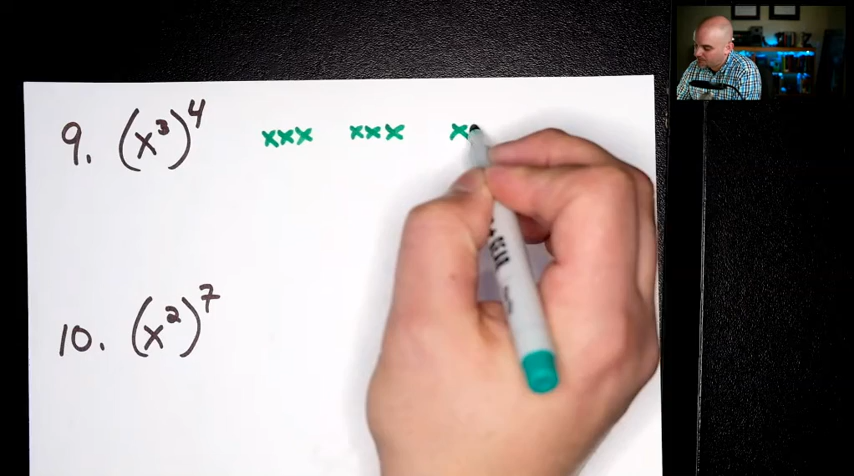 9. (x³)⁴ xxx xxx x
10. (x²)⁷